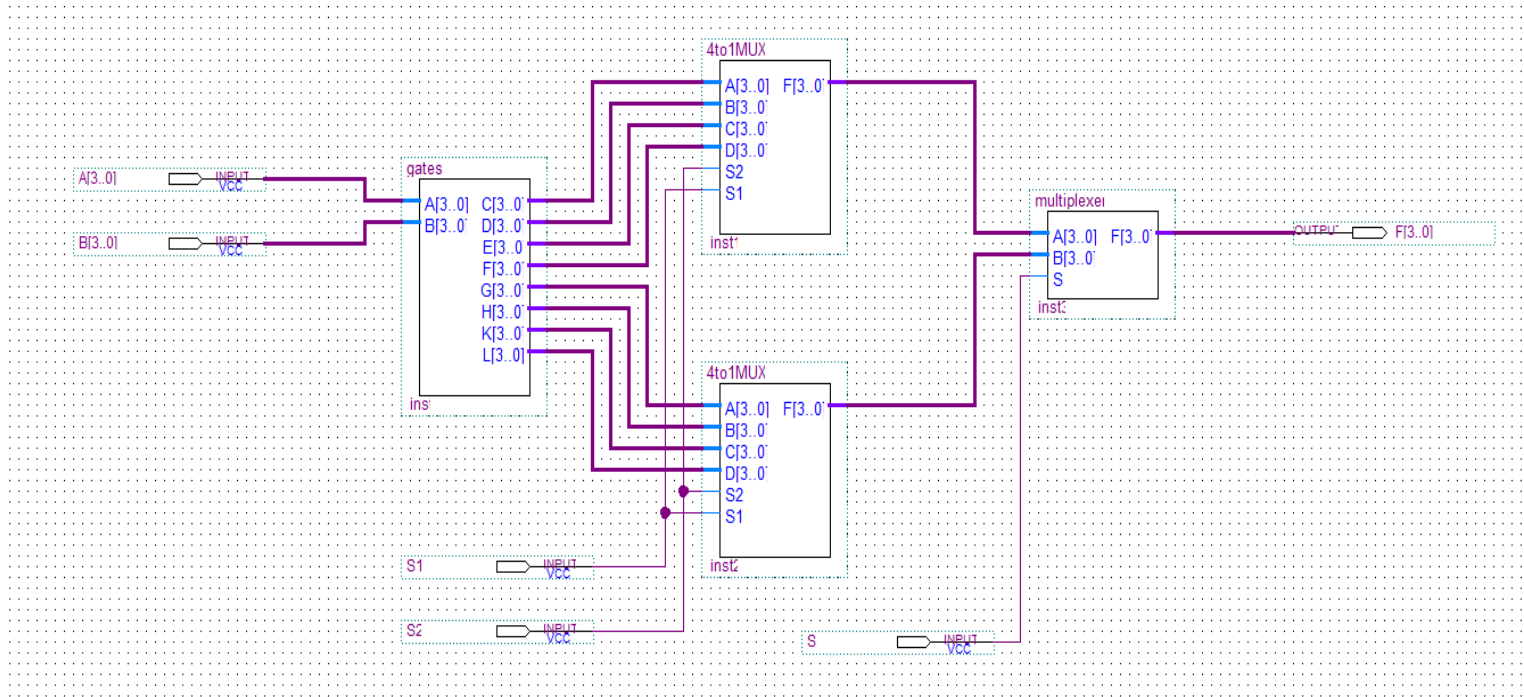 4to1MUX
A[3..0] F[3..0]
B[3..0]
C[3..0]
D[3..0]
S2
S1
inst1
A[3..0] INPUT
VCC
B[3..0] INPUT
VCC
gates
A[3..0] C[3..0]
B[3..0] D[3..0]
E[3..0]
F[3..0]
G[3..0]
H[3..0]
K[3..0]
L[3..0]
ins
multiplexer
A[3..0] F[3..0]
B[3..0]
S
inst3
OUTPUT F[3..0]
4to1MUX
A[3..0] F[3..0]
B[3..0]
C[3..0]
D[3..0]
S2
S1
inst2
S1 INPUT
VCC
S2 INPUT
VCC
S INPUT
VCC